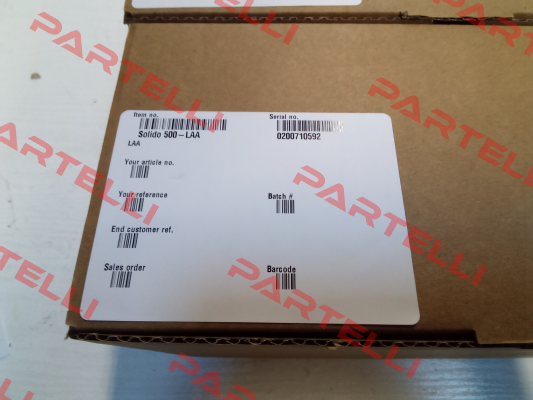 PARTELLI
PARTELLI
Item no.
Serial no.
Solido 500-LAA
0200710592
LAA
Your article no.
PARTELLI
PARTELLI
Your reference
Batch #
End customer ref.
Sales order
Barcode
PARTELLI
PARTELLI
PARTELLI